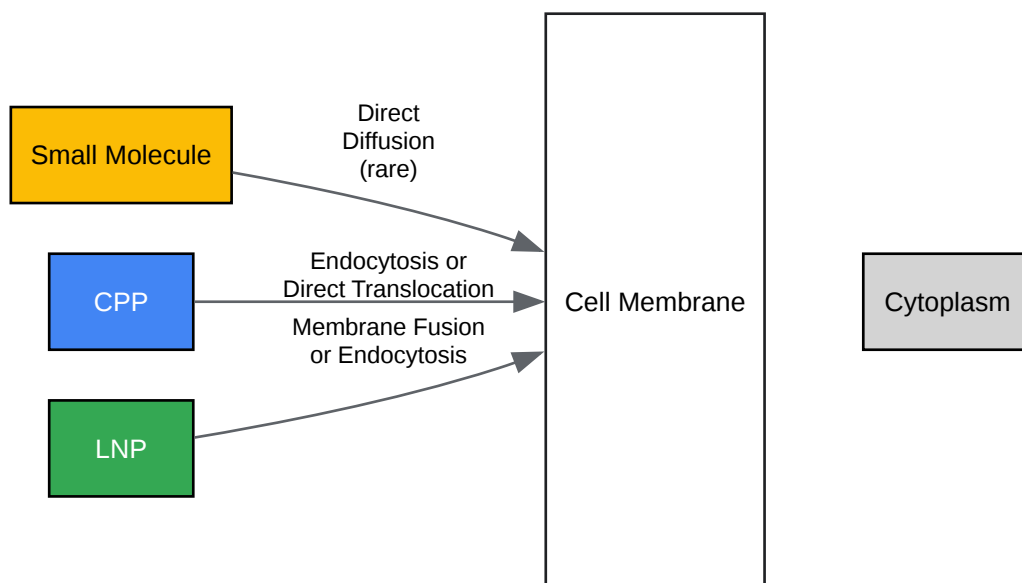 Direct
Diffusion
(rare)
Small Molecule
Endocytosis or
Direct Translocation
CPP
Cell Membrane
Cytoplasm
Membrane Fusion
or Endocytosis
LNP